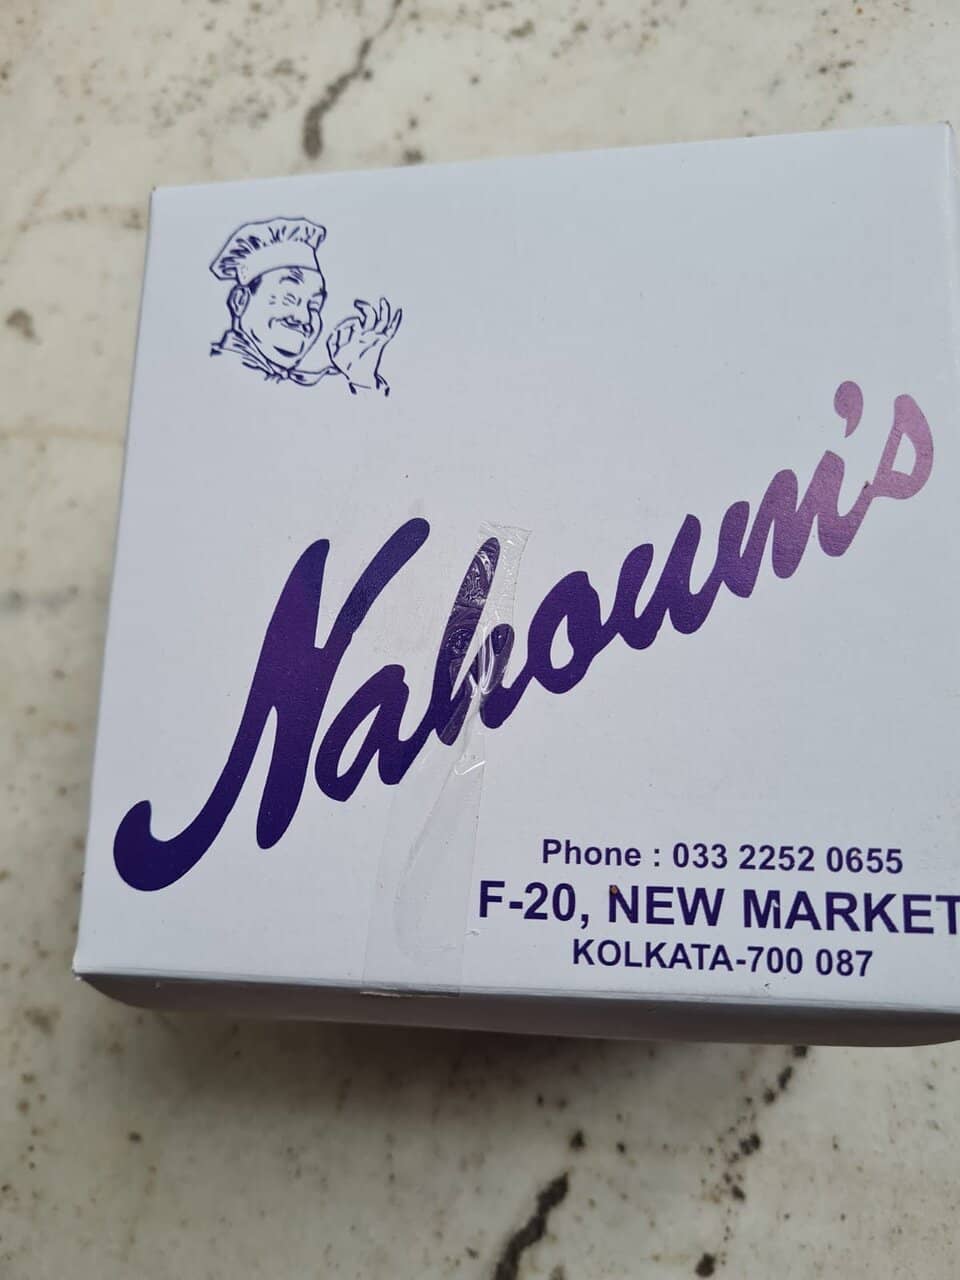 Nahoum's
Phone : 033 2252 0655
F-20, NEW MARKET
KOLKATA-700 087